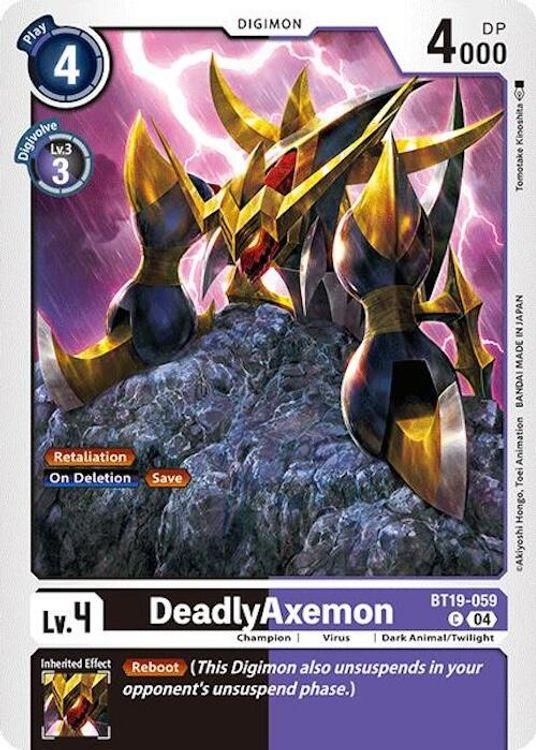 Play
4
DIGIMON
4000
DP
Digivolve
Lv.3
3
Tomotake Kinoshita
©Akiyoshi Hongo, Toei Animation BANDAI MADE IN JAPAN
Retaliation
On Deletion Save
Lv.4
DeadlyAxemon
BT19-059
C 04
Champion | Virus | Dark Animal/Twilight
Inherited Effect
Reboot (This Digimon also unsuspends in your
opponent's unsuspend phase.)